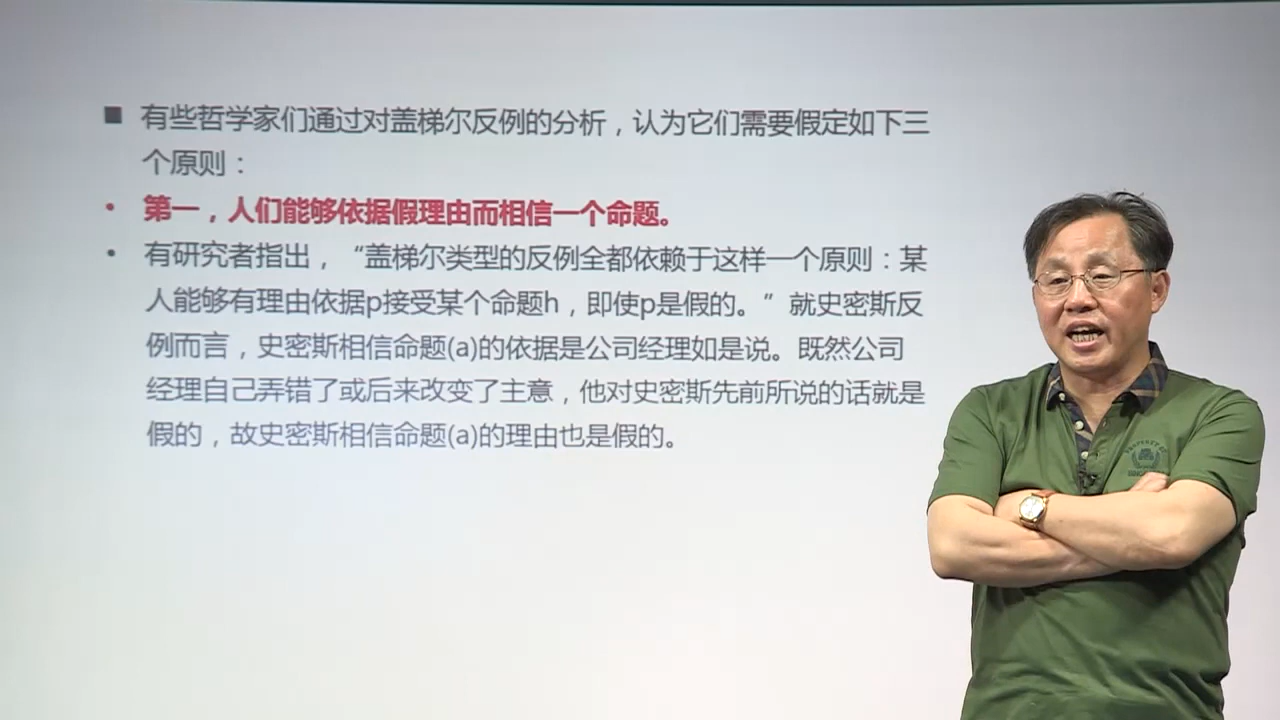 ■ 有些哲学家们通过对盖梯尔反例的分析，认为它们需要假定如下三
个原则：
• 第一，人们能够依据假理由而相信一个命题。
• 有研究者指出，“盖梯尔类型的反例全都依赖于这样一个原则：某
人能够有理由依据p接受某个命题h，即使p是假的。”就史密斯反
例而言，史密斯相信命题(a)的依据是公司经理如是说。既然公司
经理自己弄错了或后来改变了主意，他对史密斯先前所说的话就是
假的，故史密斯相信命题(a)的理由也是假的。